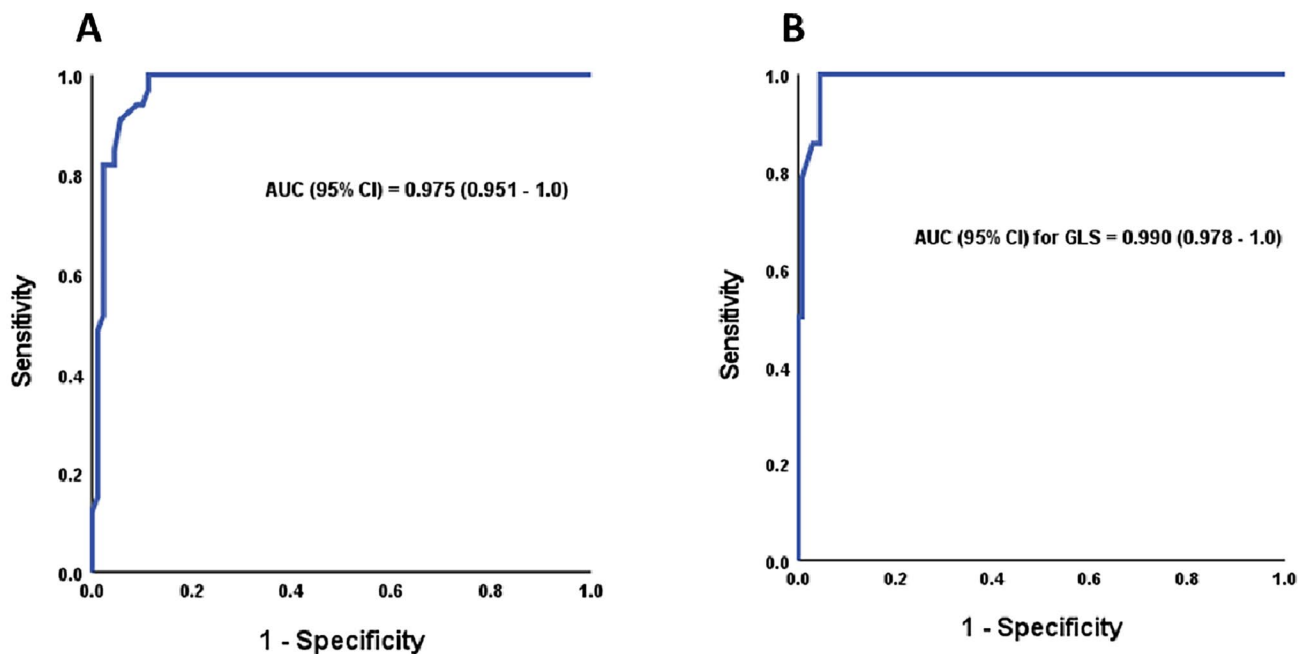 A
1.0
0.8
0.6
0.4
0.2
0.0
Sensitivity
AUC (95% CI) = 0.975 (0.951 - 1.0)
0.0 0.2 0.4 0.6 0.8 1.0
1 - Specificity
B
1.0
0.8
0.6
0.4
0.2
0.0
Sensitivity
AUC (95% CI) for GLS = 0.990 (0.978 - 1.0)
0.0 0.2 0.4 0.6 0.8 1.0
1 - Specificity